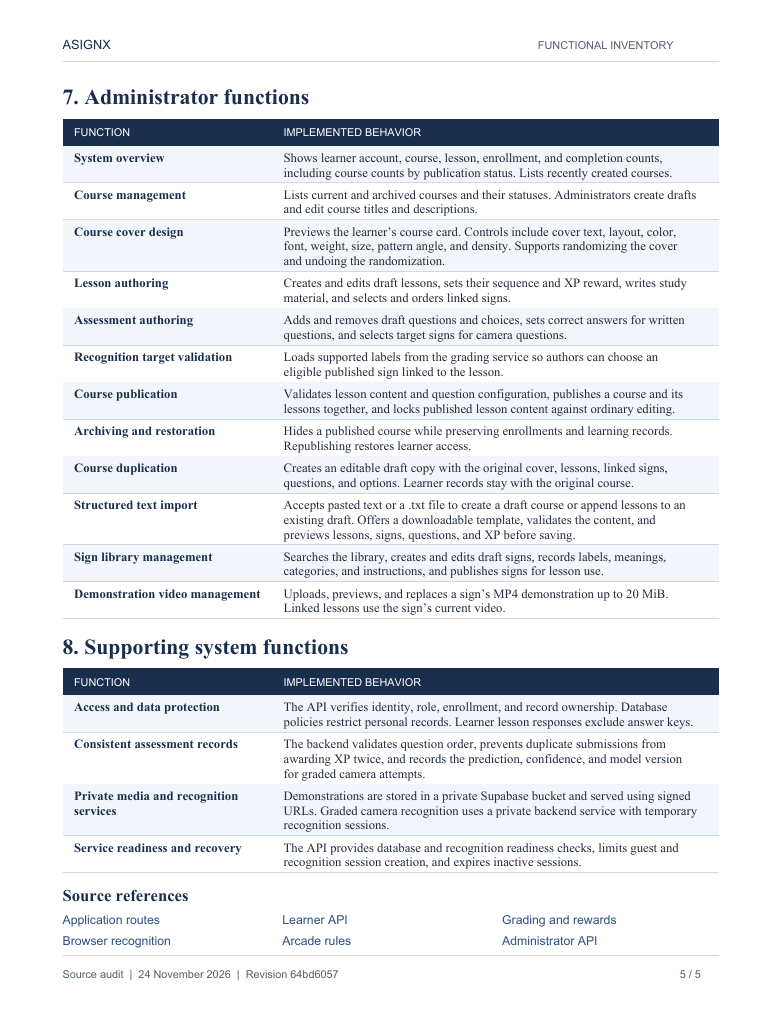 ASIGNX
FUNCTIONAL INVENTORY
7. Administrator functions
FUNCTION
IMPLEMENTED BEHAVIOR
System overview
Shows learner account, course, lesson, enrollment, and completion counts,
including course counts by publication status. Lists recently created courses.
Course management
Lists current and archived courses and their statuses. Administrators create drafts
and edit course titles and descriptions.
Course cover design
Previews the learner’s course card. Controls include cover text, layout, color,
font, weight, size, pattern angle, and density. Supports randomizing the cover
and undoing the randomization.
Lesson authoring
Creates and edits draft lessons, sets their sequence and XP reward, writes study
material, and selects and orders linked signs.
Assessment authoring
Adds and removes draft questions and choices, sets correct answers for written
questions, and selects target signs for camera questions.
Recognition target validation
Loads supported labels from the grading service so authors can choose an
eligible published sign linked to the lesson.
Course publication
Validates lesson content and question configuration, publishes a course and its
lessons together, and locks published lesson content against ordinary editing.
Archiving and restoration
Hides a published course while preserving enrollments and learning records.
Republishing restores learner access.
Course duplication
Creates an editable draft copy with the original cover, lessons, linked signs,
questions, and options. Learner records stay with the original course.
Structured text import
Accepts pasted text or a .txt file to create a draft course or append lessons to an
existing draft. Offers a downloadable template, validates the content, and
previews lessons, signs, questions, and XP before saving.
Sign library management
Searches the library, creates and edits draft signs, records labels, meanings,
categories, and instructions, and publishes signs for lesson use.
Demonstration video management
Uploads, previews, and replaces a sign’s MP4 demonstration up to 20 MiB.
Linked lessons use the sign’s current video.
8. Supporting system functions
FUNCTION
IMPLEMENTED BEHAVIOR
Access and data protection
The API verifies identity, role, enrollment, and record ownership. Database
policies restrict personal records. Learner lesson responses exclude answer keys.
Consistent assessment records
The backend validates question order, prevents duplicate submissions from
awarding XP twice, and records the prediction, confidence, and model version
for graded camera attempts.
Private media and recognition
services
Demonstrations are stored in a private Supabase bucket and served using signed
URLs. Graded camera recognition uses a private backend service with temporary
recognition sessions.
Service readiness and recovery
The API provides database and recognition readiness checks, limits guest and
recognition session creation, and expires inactive sessions.
Source references
Application routes
Learner API
Grading and rewards
Browser recognition
Arcade rules
Administrator API
Source audit | 24 November 2026 | Revision 64bd6057
5 / 5